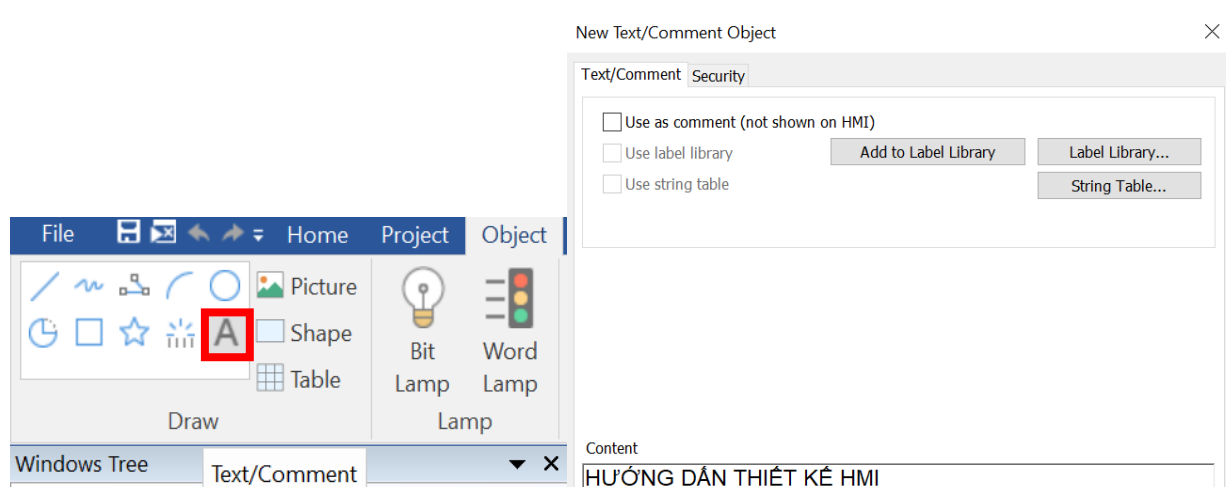 New Text/Comment Object
Text/Comment Security
Use as comment (not shown on HMI)
Use label library Add to Label Library Label Library...
Use string table String Table...
Content
HƯỚNG DẪN THIẾT KẾ HMI
File Home Project Object
Picture
Shape
Table
Draw
Bit Lamp
Word Lamp
Lamp
Windows Tree
Text/Comment